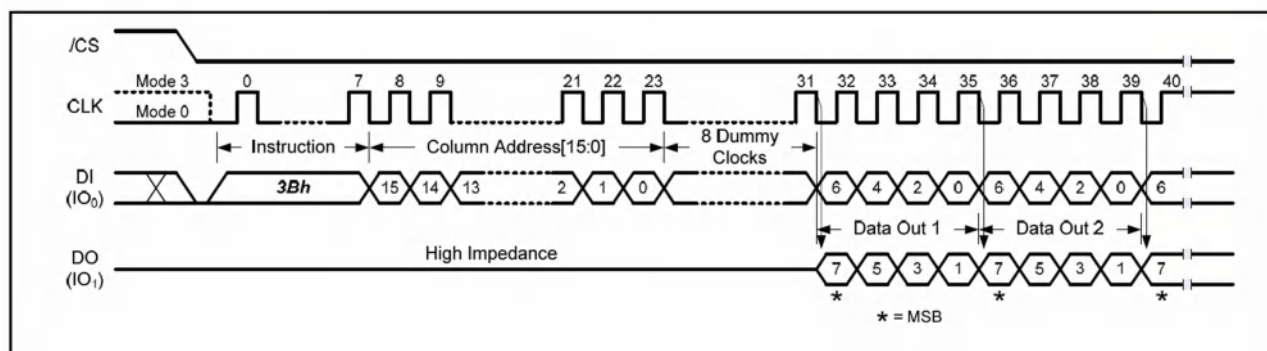 /CS
Mode 3 0 7 8 9 21 22 23 31 32 33 34 35 36 37 38 39 40
CLK
Mode 0
8 Dummy
Clocks
Instruction Column Address[15:0]
DI
(IO0)
3Bh 15 14 13 2 1 0 6 4 2 0 6 4 2 0 6
Data Out 1 Data Out 2
High Impedance
DO
(IO1)
7 5 3 1 7 5 3 1 7
* * *
* = MSB